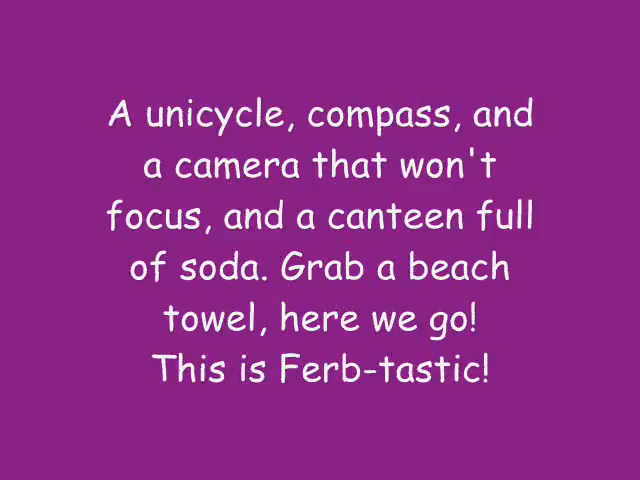 A unicycle, compass, and
a camera that won't
focus, and a canteen full
of soda. Grab a beach
towel, here we go!
This is Ferb-tastic!